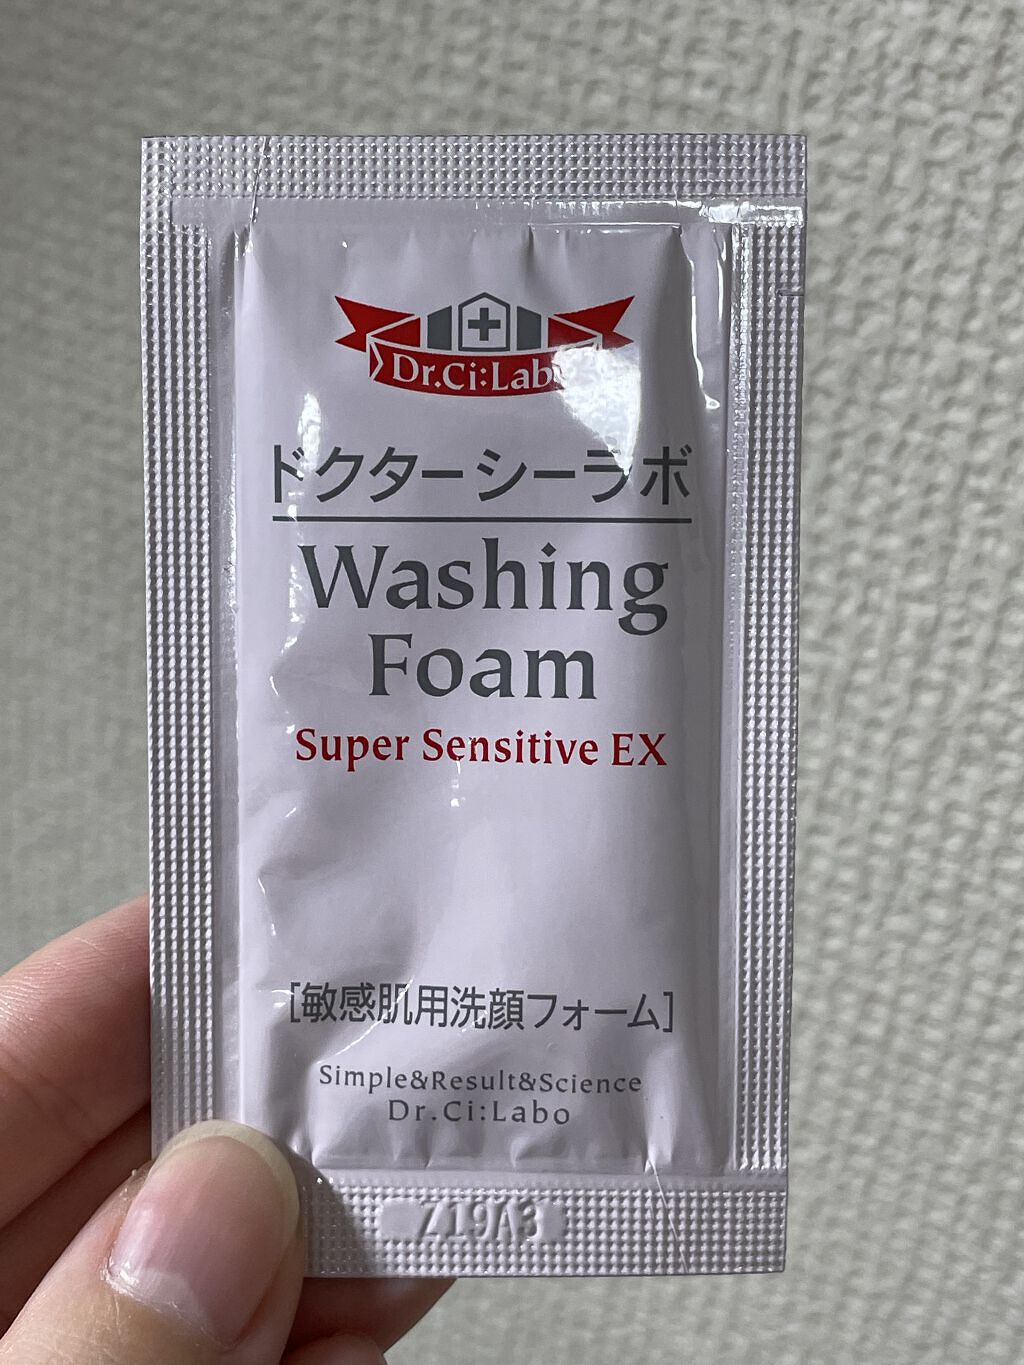 Dr.Ci:Labo
ドクターシーラボ
Washing
Foam
Super Sensitive EX
[敏感肌用洗顔フォーム]
Simple&Result&Science
Dr.Ci:Labo